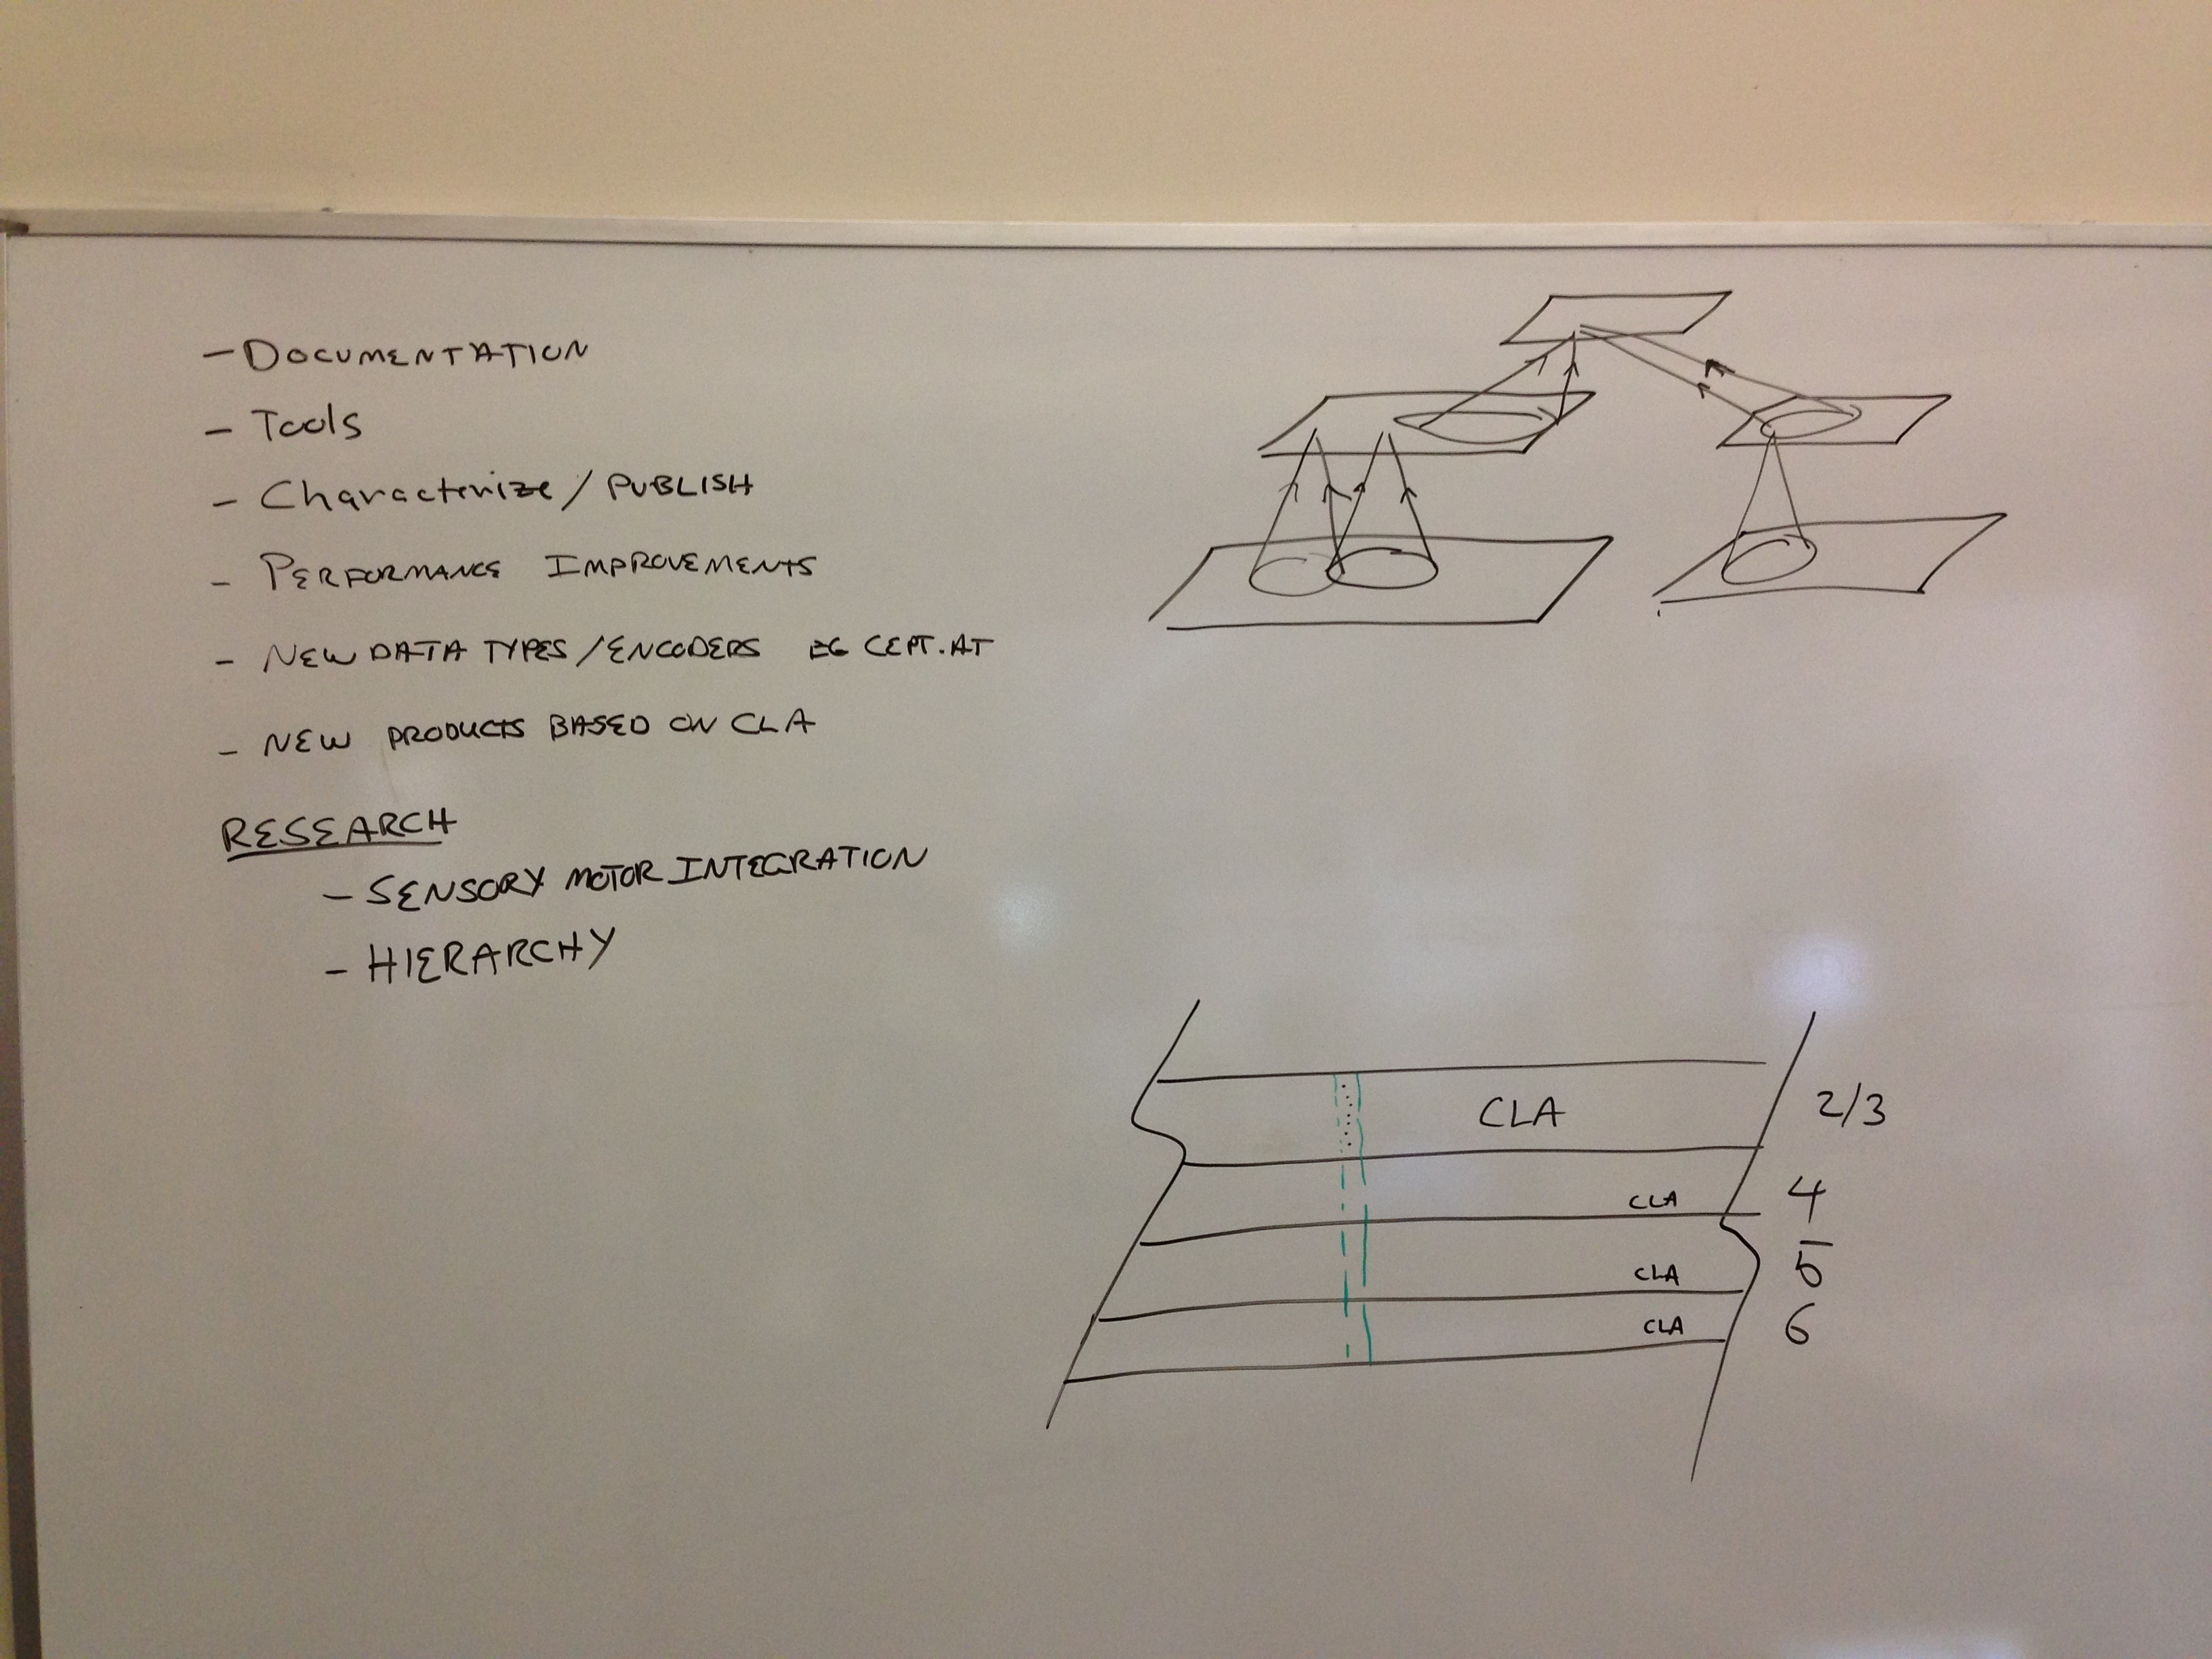 - DOCUMENTATION
- Tools
- Characterize/PUBLISH
- PERFORMANCE IMPROVEMENTS
- NEW DATA TYPES/ENCODERS EG CEPT.AT
- NEW PRODUCTS BASED ON CLA
RESEARCH
- SENSORY MOTOR INTEGRATION
- HIERARCHY
CLA 2/3
CLA 4
CLA 5
CLA 6